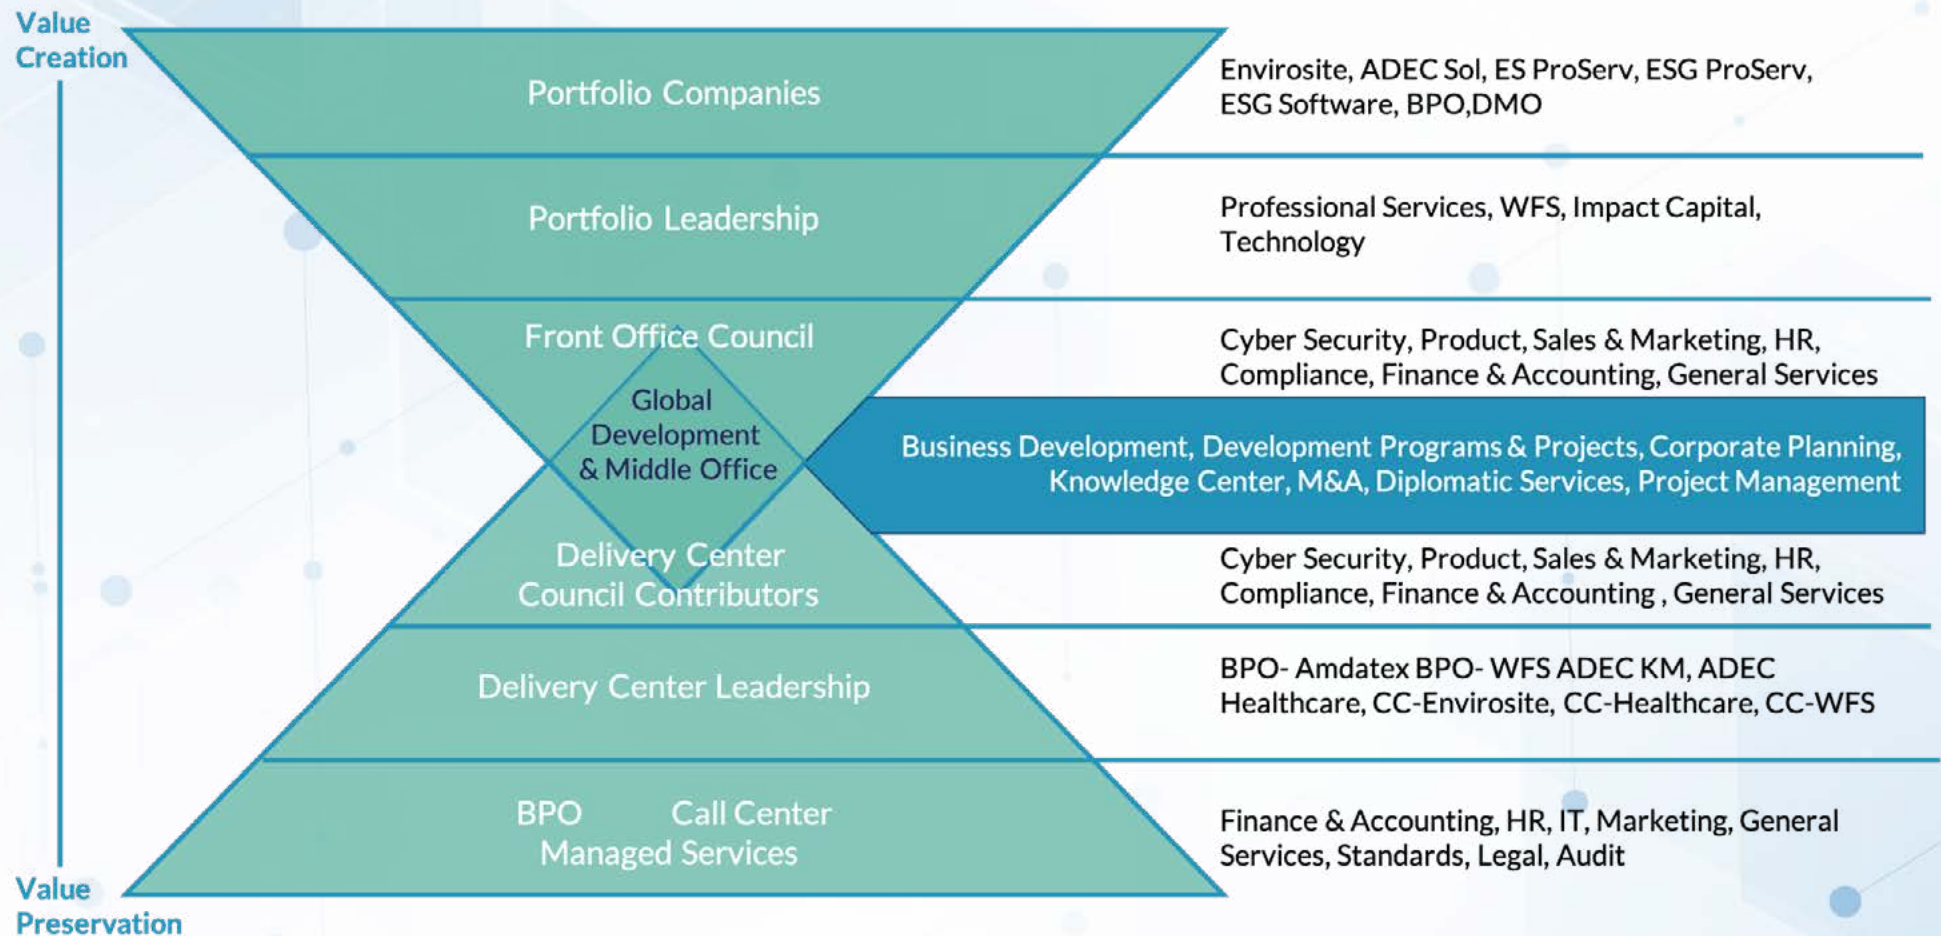 Value
Creation
Portfolio Companies
Envirosite, ADEC Sol, ES ProServ, ESG ProServ,
ESG Software, BPO,DMO
Portfolio Leadership
Professional Services, WFS, Impact Capital,
Technology
Front Office Council
Cyber Security, Product, Sales & Marketing, HR,
Compliance, Finance & Accounting, General Services
Global
Development
& Middle Office
Business Development, Development Programs & Projects, Corporate Planning,
Knowledge Center, M&A, Diplomatic Services, Project Management
Delivery Center
Council Contributors
Cyber Security, Product, Sales & Marketing, HR,
Compliance, Finance & Accounting , General Services
Delivery Center Leadership
BPO- Amdatex BPO- WFS ADEC KM, ADEC
Healthcare, CC-Envirosite, CC-Healthcare, CC-WFS
BPO Call Center
Managed Services
Finance & Accounting, HR, IT, Marketing, General
Services, Standards, Legal, Audit
Value
Preservation